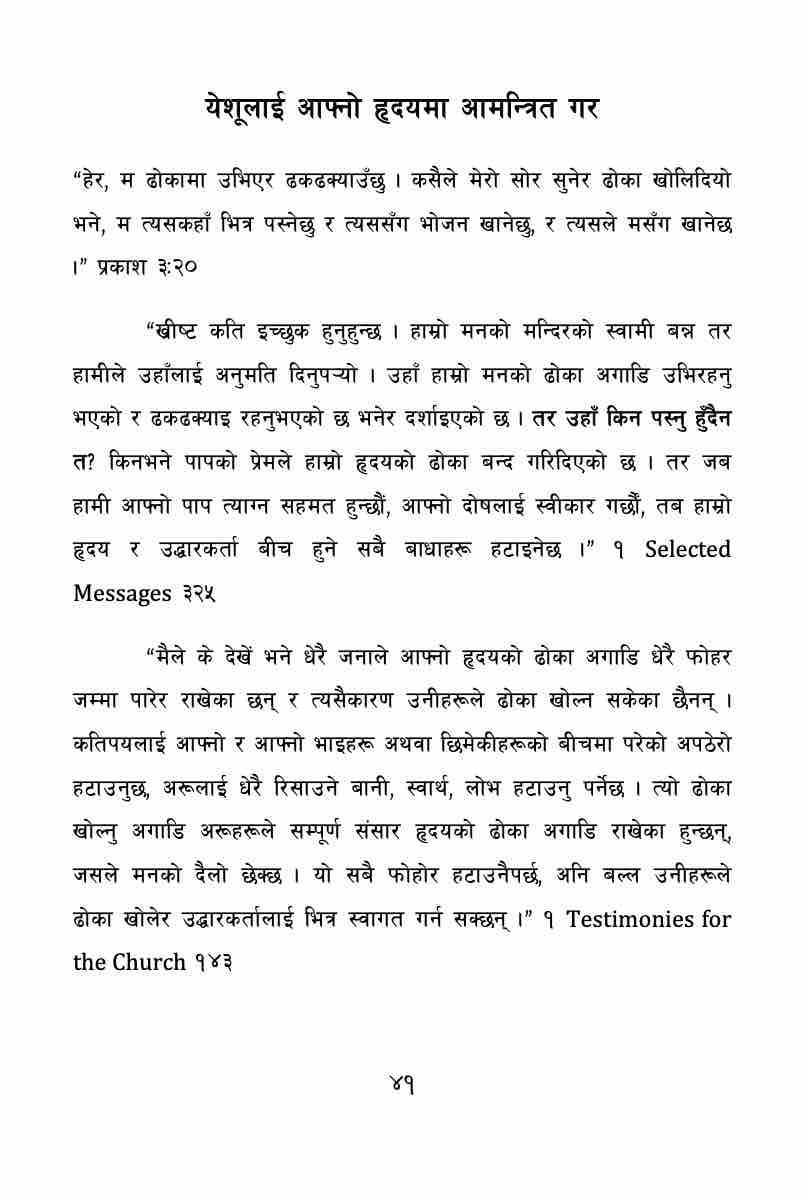 येशूलाई आफ्नो हृदयमा आमन्त्रित गर
“हेर, म ढोकामा उभिएर ढकढक्याउँछु । कसैले मेरो सोर सुनेर ढोका खोलिदियो
भने, म त्यसकहाँ भित्र पस्नेछु र त्यससँग भोजन खानेछु, र त्यसले मसँग खानेछ
।” प्रकाश ३:२०
“ख्रीष्ट कति इच्छुक हुनुहुन्छ । हाम्रो मनको मन्दिरको स्वामी बन्न तर
हामीले उहाँलाई अनुमति दिनुपऱ्यो । उहाँ हाम्रो मनको ढोका अगाडि उभिरहनु
भएको र ढकढक्याइ रहनुभएको छ भनेर दर्शाइएको छ । तर उहाँ किन पस्नु हुँदैन
त? किनभने पापको प्रेमले हाम्रो हृदयको ढोका बन्द गरिदिएको छ । तर जब
हामी आफ्नो पाप त्याग्न सहमत हुन्छौं, आफ्नो दोषलाई स्वीकार गर्छौं, तब हाम्रो
हृदय र उद्धारकर्ता बीच हुने सबै बाधाहरू हटाइनेछ ।” १ Selected
Messages ३२५
“मैले के देखें भने धेरै जनाले आफ्नो हृदयको ढोका अगाडि धेरै फोहर
जम्मा पारेर राखेका छन् र त्यसैकारण उनीहरूले ढोका खोल्न सकेका छैनन् ।
कतिपयलाई आफ्नो र आफ्नो भाइहरू अथवा छिमेकीहरूको बीचमा परेको अपठेरो
हटाउनुछ, अरूलाई धेरै रिसाउने बानी, स्वार्थ, लोभ हटाउनु पर्नेछ । त्यो ढोका
खोल्नु अगाडि अरूहरूले सम्पूर्ण संसार हृदयको ढोका अगाडि राखेका हुन्छन्,
जसले मनको दैलो छेक्छ । यो सबै फोहोर हटाउनैपर्छ, अनि बल्ल उनीहरूले
ढोका खोलेर उद्धारकर्तालाई भित्र स्वागत गर्न सक्छन् ।” १ Testimonies for
the Church १४३
४१